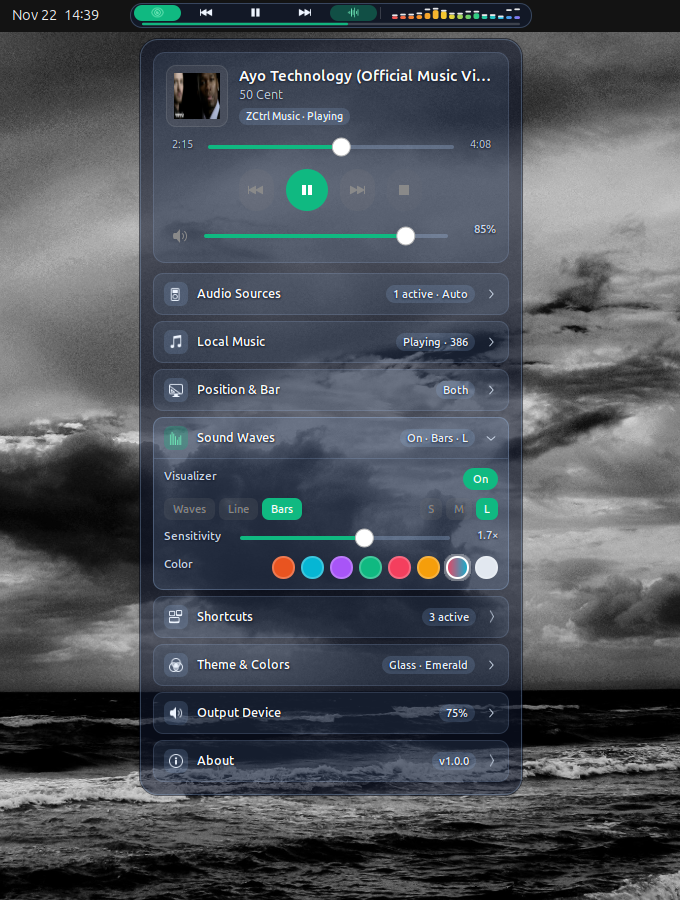 Nov 22 14:39
Ayo Technology (Official Music Vi...
50 Cent
ZCtrl Music · Playing
2:15 4:08
85%
Audio Sources 1 active · Auto
Local Music Playing · 386
Position & Bar Both
Sound Waves On · Bars · L
Visualizer On
Waves Line Bars S M L
Sensitivity 1.7×
Color
Shortcuts 3 active
Theme & Colors Glass · Emerald
Output Device 75%
About v1.0.0